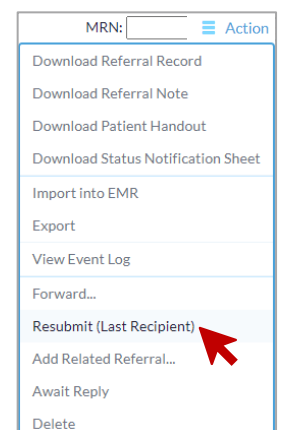 MRN: Action
Download Referral Record
Download Referral Note
Download Patient Handout
Download Status Notification Sheet
Import into EMR
Export
View Event Log
Forward...
Resubmit (Last Recipient)
Add Related Referral...
Await Reply
Delete